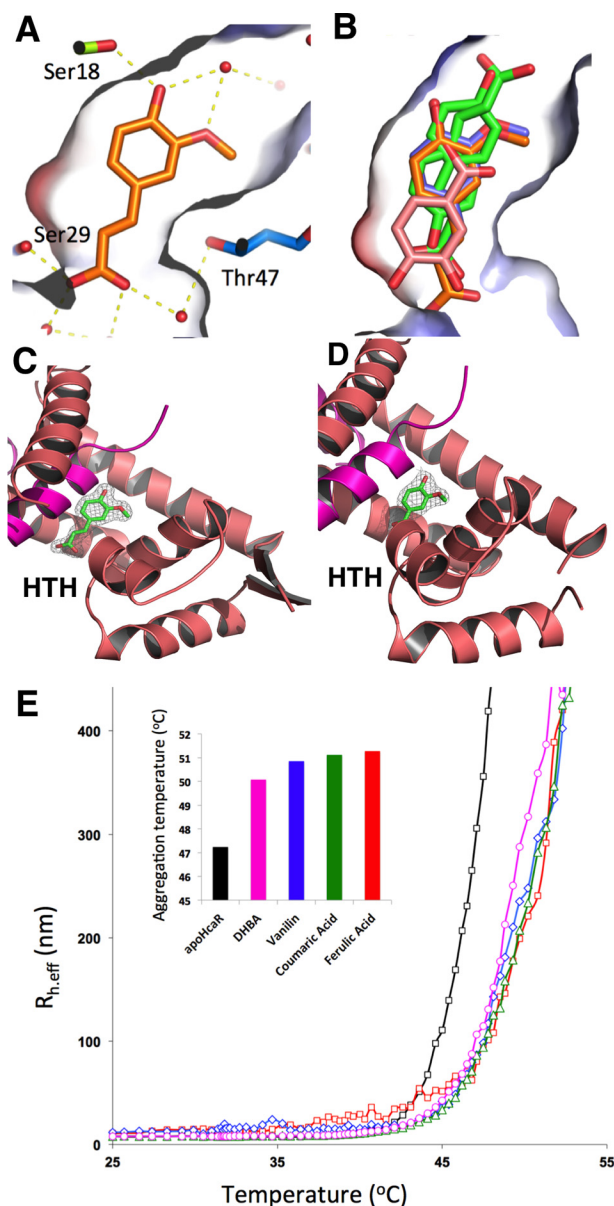 A
B
Ser18
Ser29
Thr47
C
D
HTH
HTH
E
R h.eff (nm)
400
300
200
100
0
Aggregation temperature (°C)
52
51
50
49
48
47
46
45
apoHcaR
DHBA
Vanilin
Coumaric Acid
Ferulic Acid
25
35
45
55
Temperature (°C)